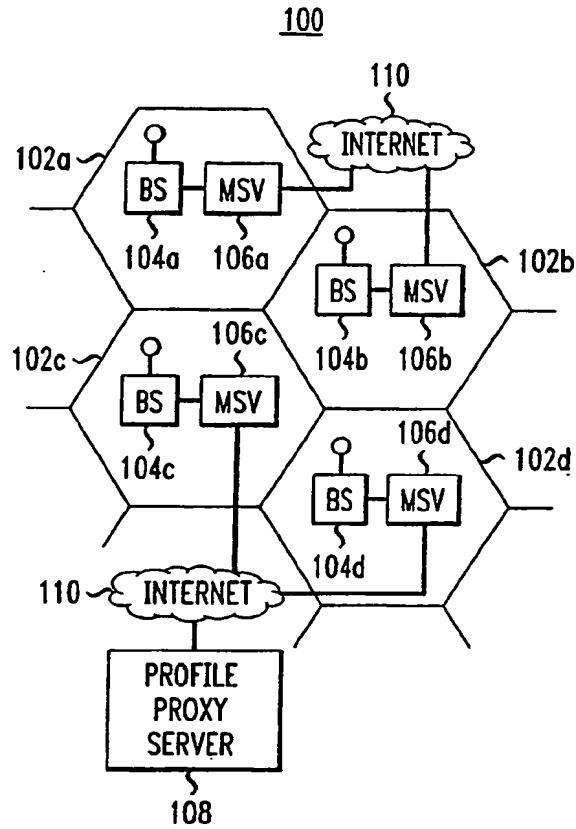 100
110
INTERNET
102a
BS
MSV
104a
106a
102b
BS
MSV
104b
106b
102c
106c
BS
MSV
104c
106d
102d
BS
MSV
104d
110
INTERNET
PROFILE
PROXY
SERVER
108